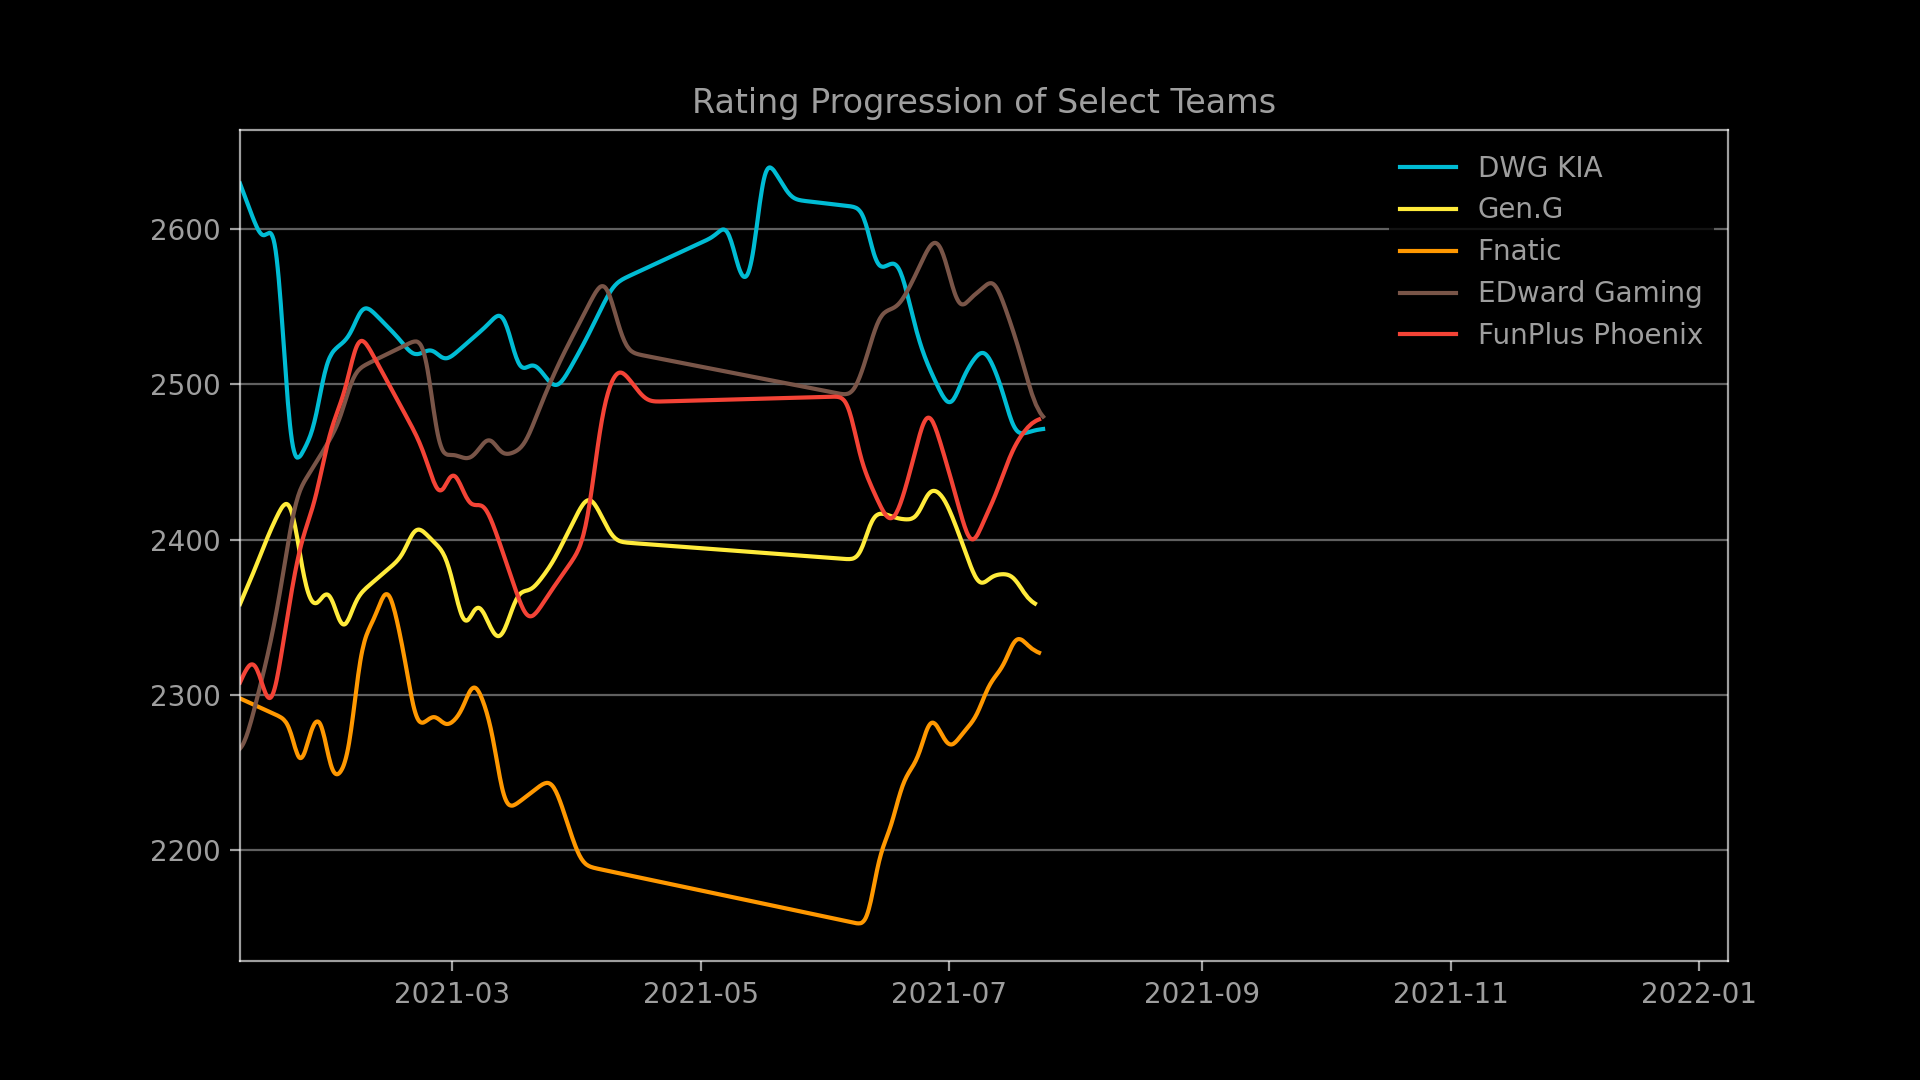 Rating Progression of Select Teams
DWG KIA
Gen.G
Fnatic
EDward Gaming
FunPlus Phoenix
2600
2500
2400
2300
2200
2021-03
2021-05
2021-07
2021-09
2021-11
2022-01